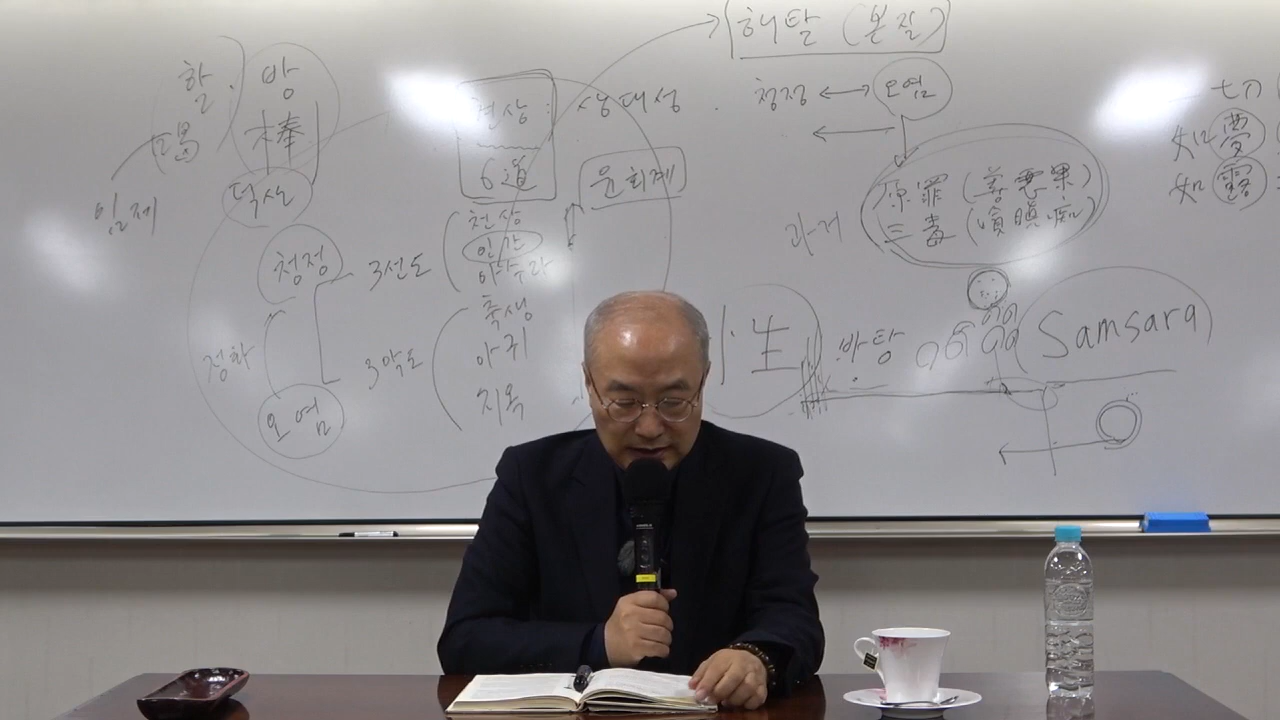 할. 방
喝 棒
임제 덕산
청정
정화
오염
3선도
3악도
현상
6道
천상
인간
아수라
축생
아귀
지옥
상대성
윤회계
해탈 (본질)
청정 ↔ 오염
과거
原罪 (善惡果)
三毒 (嗔瞋痴)
生
바탕
Samsara
切
如夢
如露